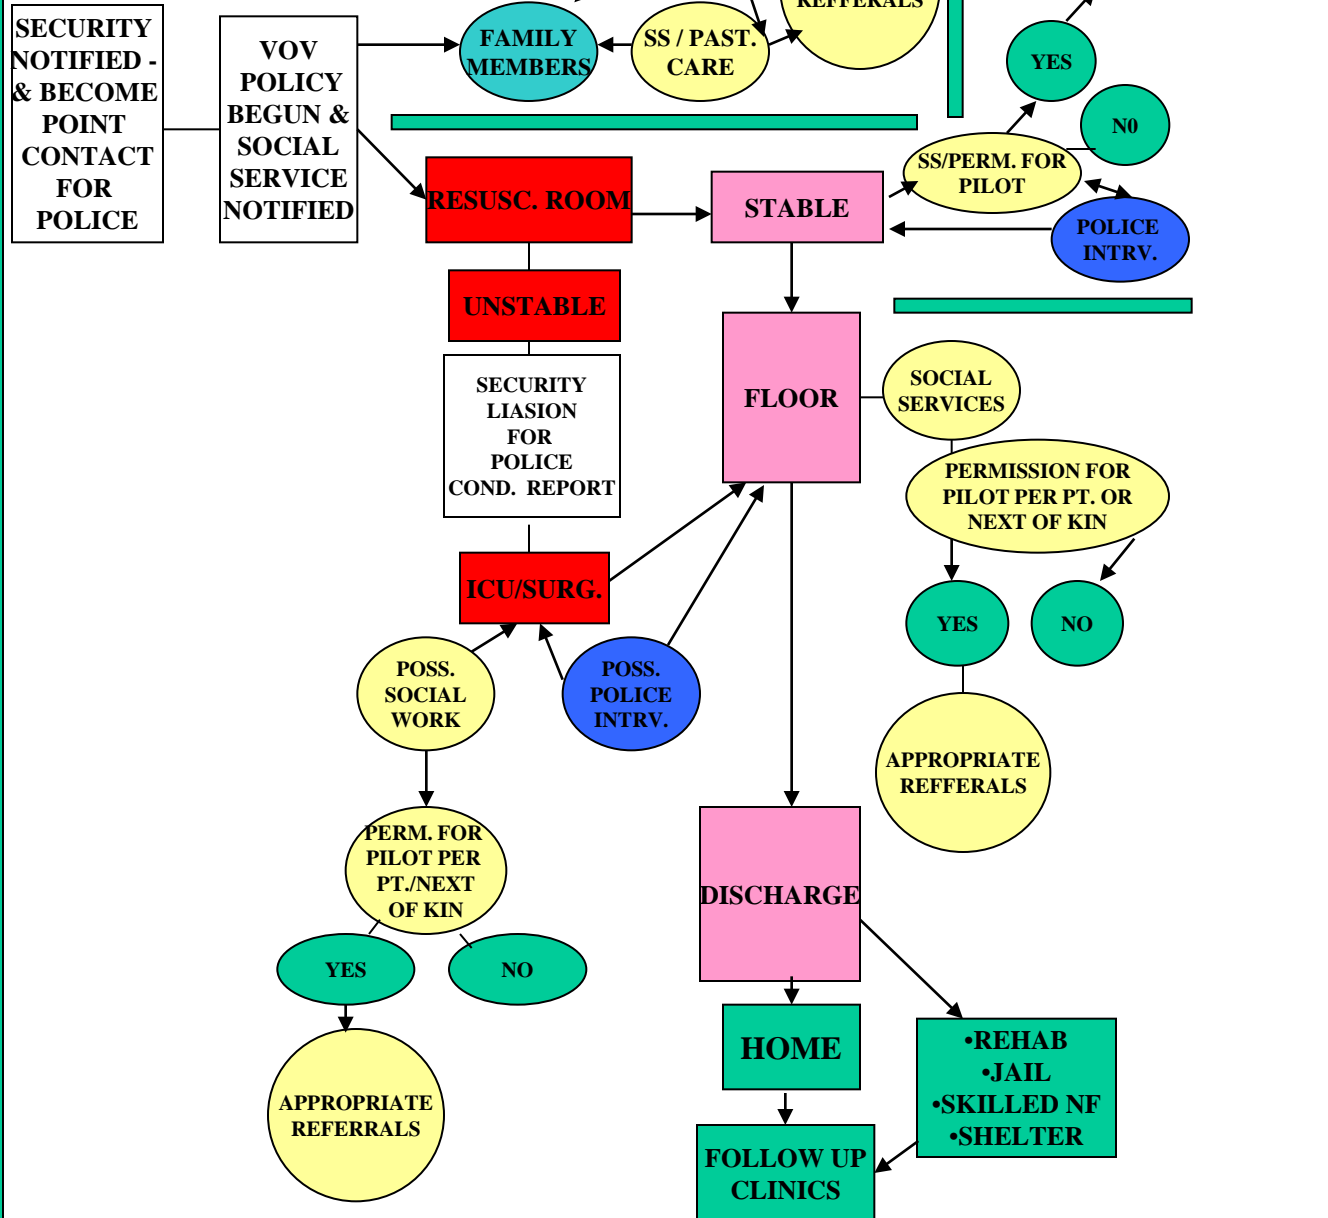 SECURITY
NOTIFIED -
& BECOME
POINT
CONTACT
FOR
POLICE
VOV
POLICY
BEGUN &
SOCIAL
SERVICE
NOTIFIED
FAMILY
MEMBERS
SS / PAST.
CARE
REFFERALS
YES
N0
SS/PERM. FOR
PILOT
POLICE
INTRV.
RESUSC. ROOM
STABLE
UNSTABLE
SECURITY
LIASION
FOR
POLICE
COND. REPORT
FLOOR
SOCIAL
SERVICES
PERMISSION FOR
PILOT PER PT. OR
NEXT OF KIN
YES
NO
APPROPRIATE
REFFERALS
ICU/SURG.
POSS.
SOCIAL
WORK
POSS.
POLICE
INTRV.
PERM. FOR
PILOT PER
PT./NEXT
OF KIN
YES
NO
APPROPRIATE
REFERRALS
DISCHARGE
HOME
•REHAB
•JAIL
•SKILLED NF
•SHELTER
FOLLOW UP
CLINICS